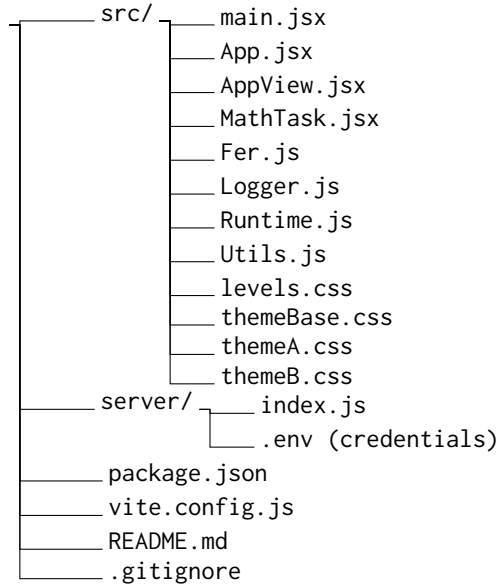 src/
main.jsx
App.jsx
AppView.jsx
MathTask.jsx
Fer.js
Logger.js
Runtime.js
Utils.js
levels.css
themeBase.css
themeA.css
themeB.css
server/
index.js
.env (credentials)
package.json
vite.config.js
README.md
.gitignore